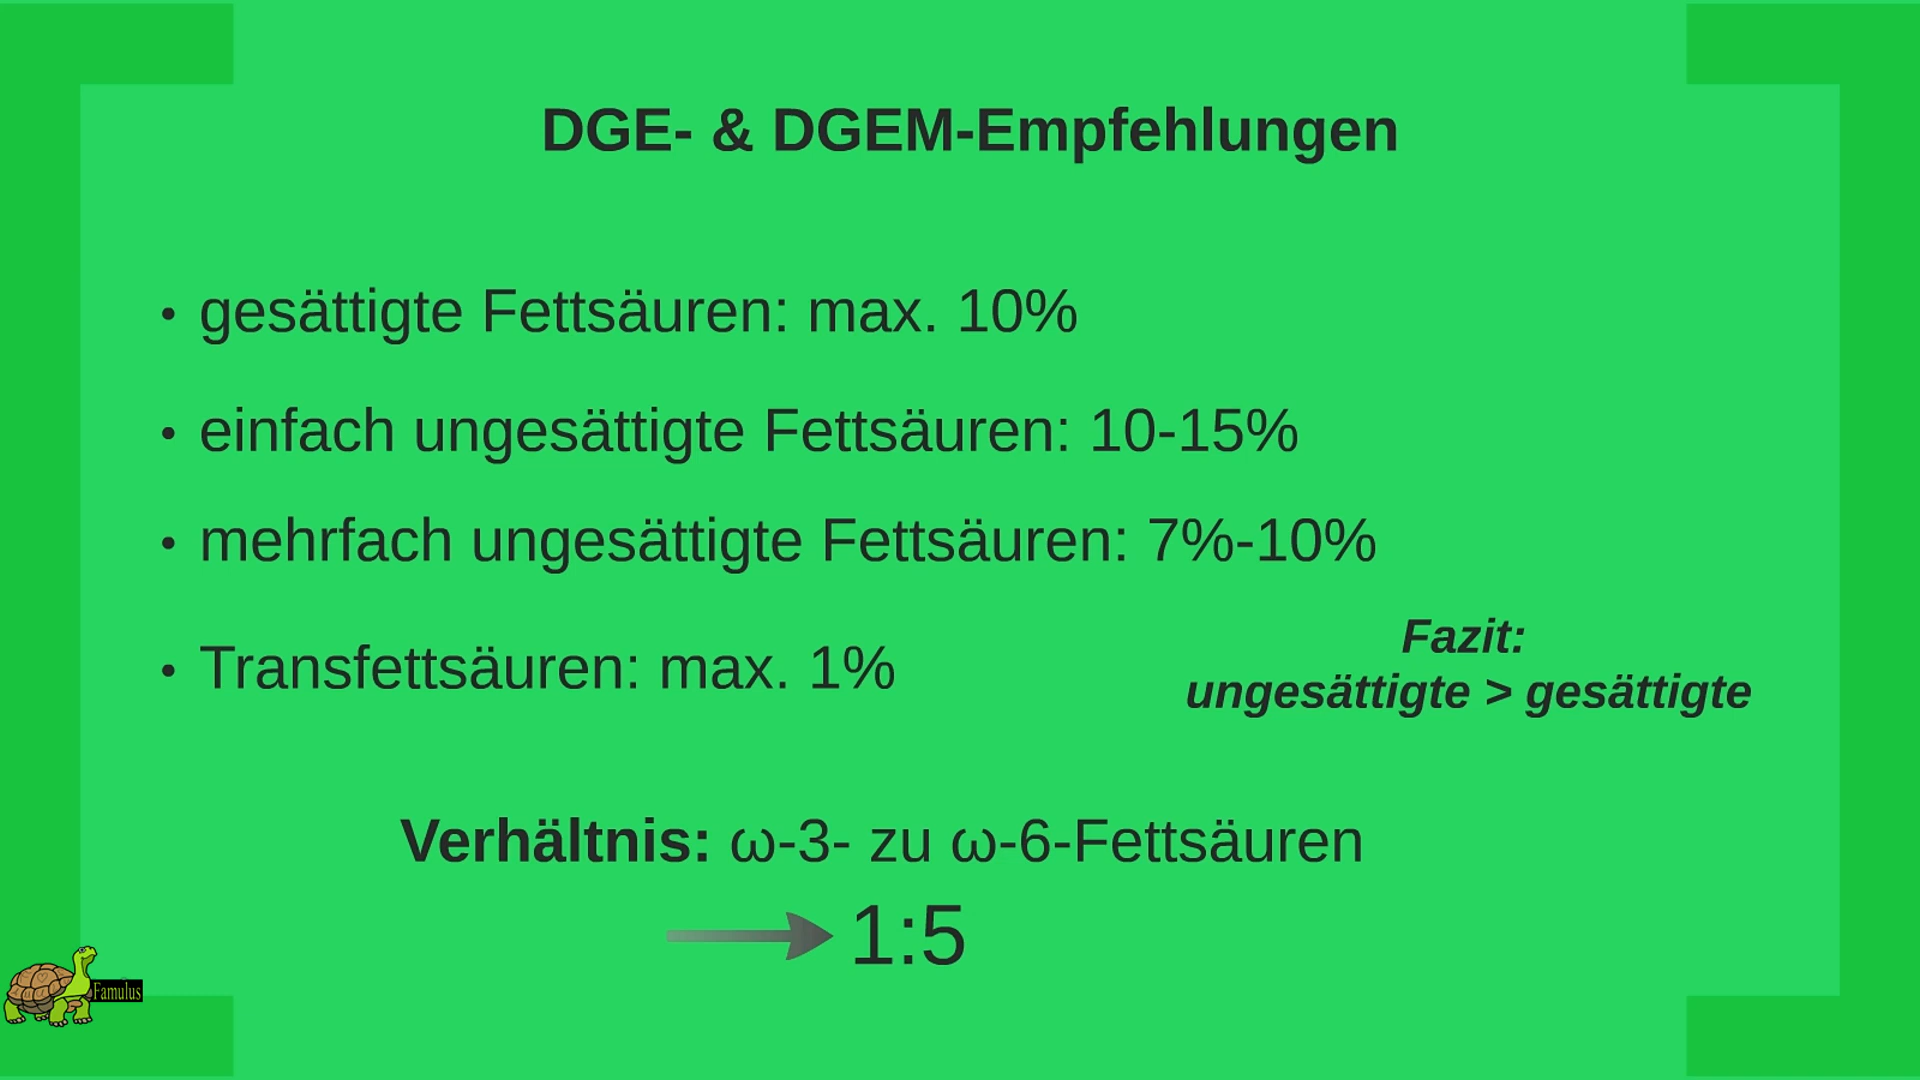 DGE- & DGEM-Empfehlungen
• gesättigte Fettsäuren: max. 10%
• einfach ungesättigte Fettsäuren: 10-15%
• mehrfach ungesättigte Fettsäuren: 7%-10%
• Transfettsäuren: max. 1%
Fazit:
ungesättigte > gesättigte
Verhältnis: ω-3- zu ω-6-Fettsäuren
1:5
Famulus